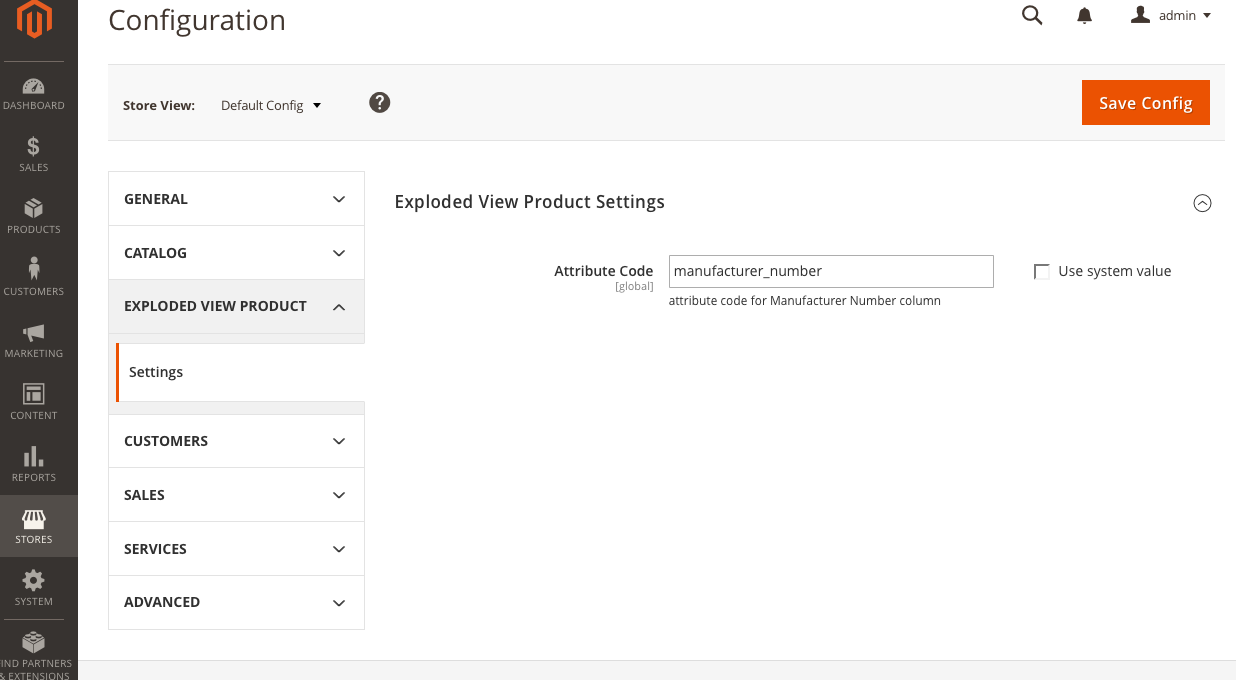 Configuration
admin
DASHBOARD
SALES
PRODUCTS
CUSTOMERS
MARKETING
CONTENT
REPORTS
STORES
SYSTEM
IND PARTNERS
& EXTENSIONS
Store View: Default Config ?
Save Config
GENERAL
CATALOG
EXPLODED VIEW PRODUCT
Settings
CUSTOMERS
SALES
SERVICES
ADVANCED
Exploded View Product Settings
Attribute Code manufacturer_number Use system value
[global] attribute code for Manufacturer Number column